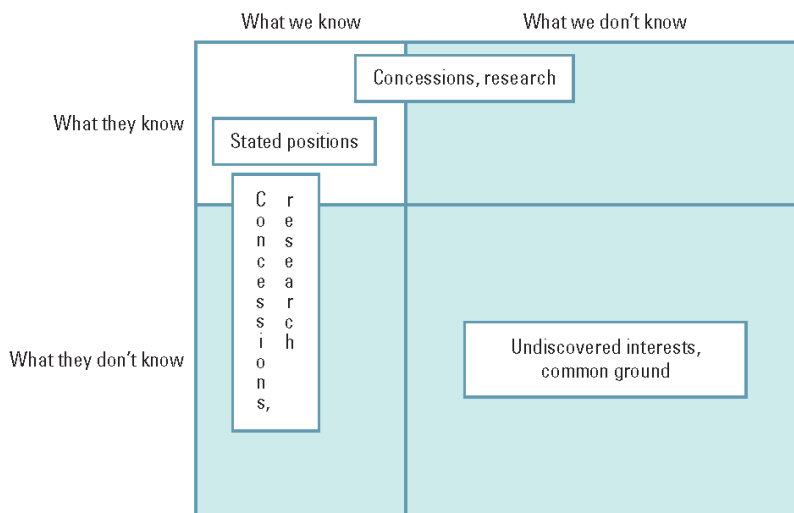 What we know
What we don't know
Concessions, research
What they know
Stated positions
Concessions,
research
What they don't know
Undiscovered interests,
common ground